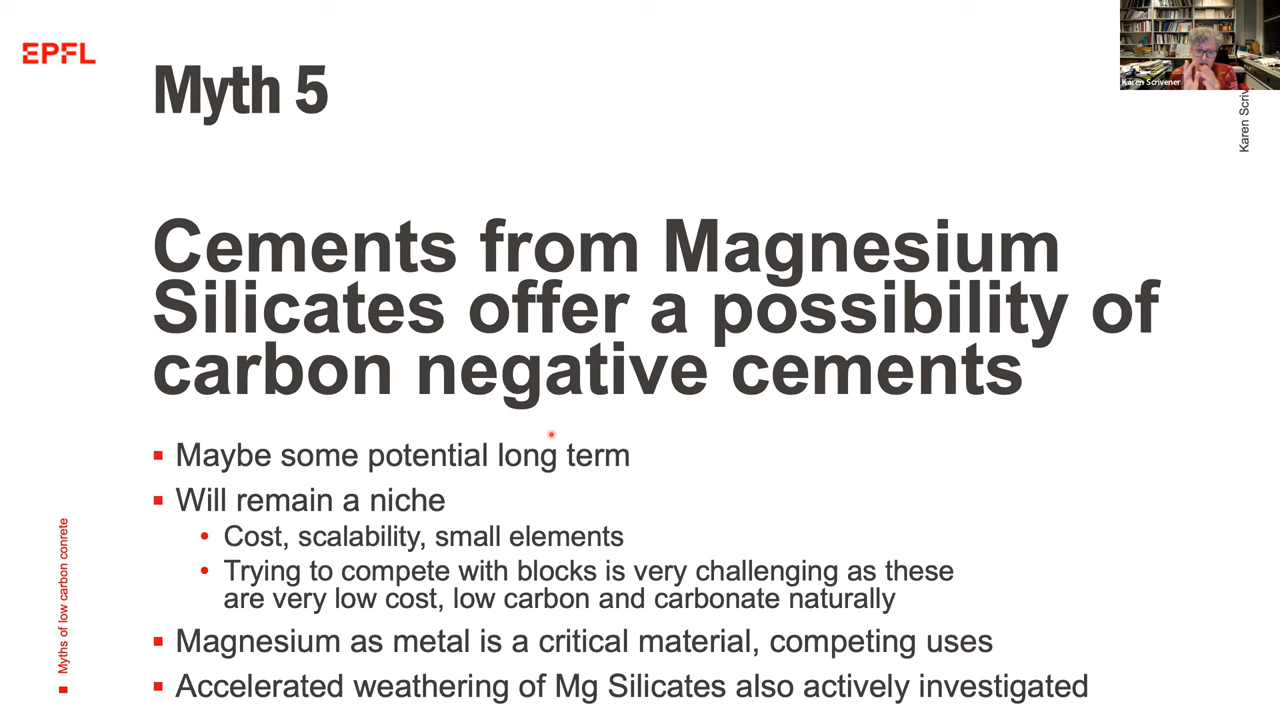 EPFL
Myth 5
Karen Scrivener
Karen Scriv
Cements from Magnesium
Silicates offer a possibility of
carbon negative cements
Maybe some potential long term
Will remain a niche
Cost, scalability, small elements
Trying to compete with blocks is very challenging as these
are very low cost, low carbon and carbonate naturally
Magnesium as metal is a critical material, competing uses
Accelerated weathering of Mg Silicates also actively investigated
Myths of low carbon conrete